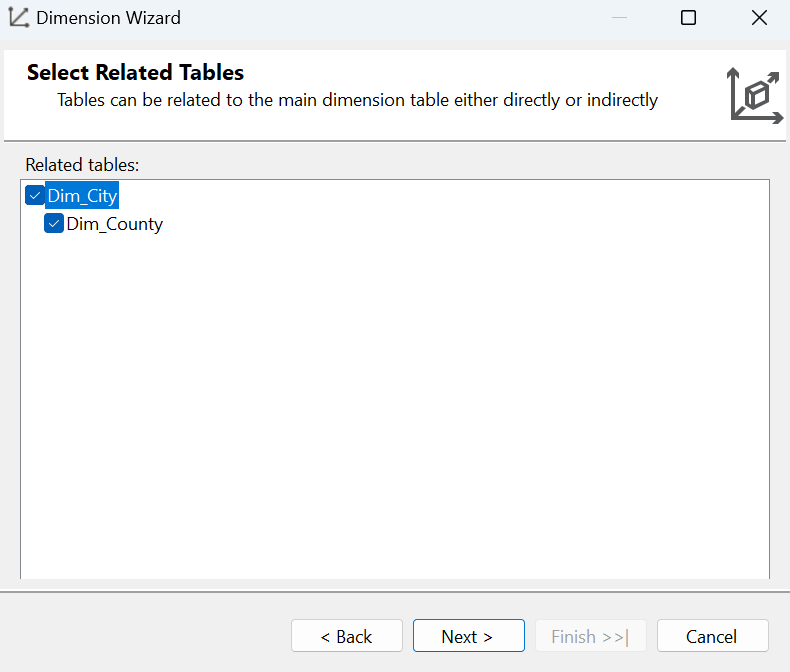 Dimension Wizard
Select Related Tables
Tables can be related to the main dimension table either directly or indirectly
Related tables:
Dim_City
Dim_County
< Back Next > Finish >>| Cancel